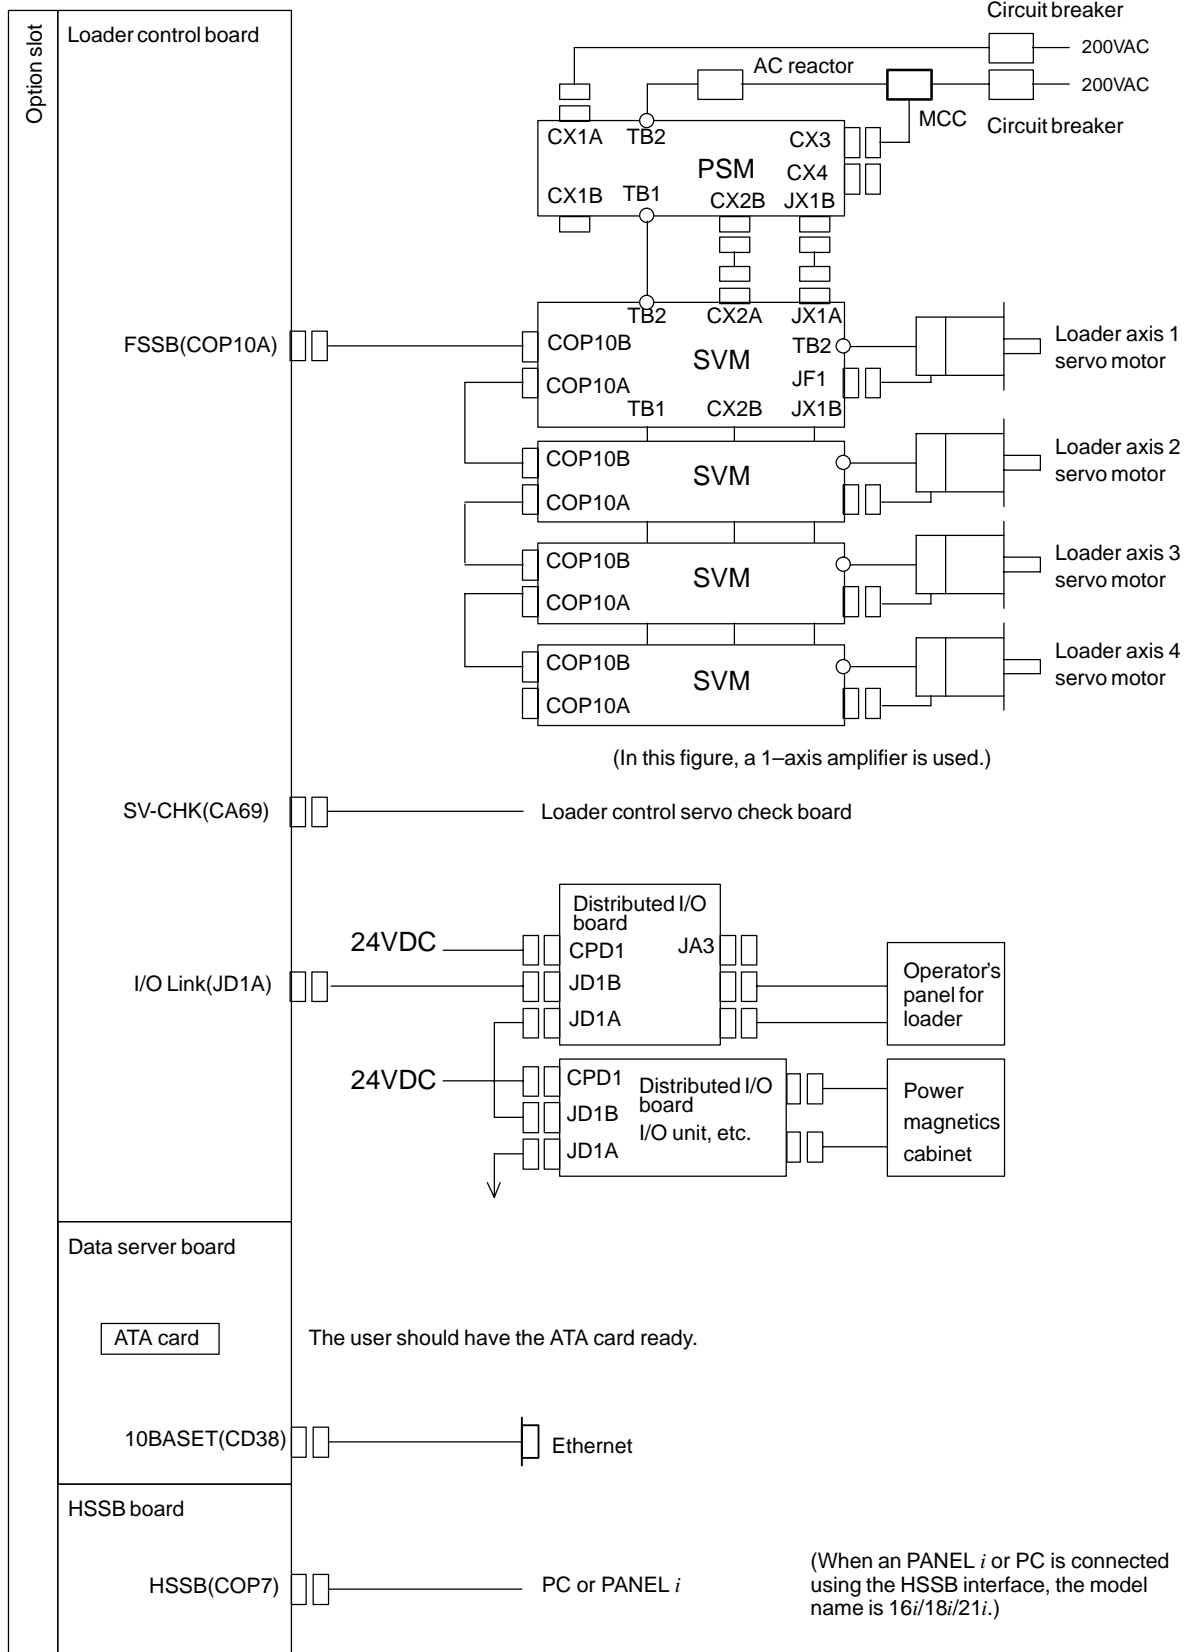 Option slot
Loader control board
Circuit breaker
200VAC
AC reactor
200VAC
MCC
Circuit breaker
CX1A
TB2
CX3
PSM
CX4
CX1B
TB1
CX2B
JX1B
TB2
CX2A
JX1A
FSSB(COP10A)
COP10B
SVM
TB2
Loader axis 1
servo motor
COP10A
JF1
TB1
CX2B
JX1B
COP10B
SVM
Loader axis 2
servo motor
COP10A
COP10B
SVM
Loader axis 3
servo motor
COP10A
COP10B
SVM
Loader axis 4
servo motor
COP10A
(In this figure, a 1–axis amplifier is used.)
SV-CHK(CA69)
Loader control servo check board
Distributed I/O
board
24VDC
CPD1
JA3
I/O Link(JD1A)
JD1B
JD1A
Operator's
panel for
loader
24VDC
CPD1
JD1B
JD1A
Distributed I/O
board
I/O unit, etc.
Power
magnetics
cabinet
Data server board
ATA card
The user should have the ATA card ready.
10BASET(CD38)
Ethernet
HSSB board
HSSB(COP7)
PC or PANEL i
(When an PANEL i or PC is connected
using the HSSB interface, the model
name is 16i/18i/21i.)